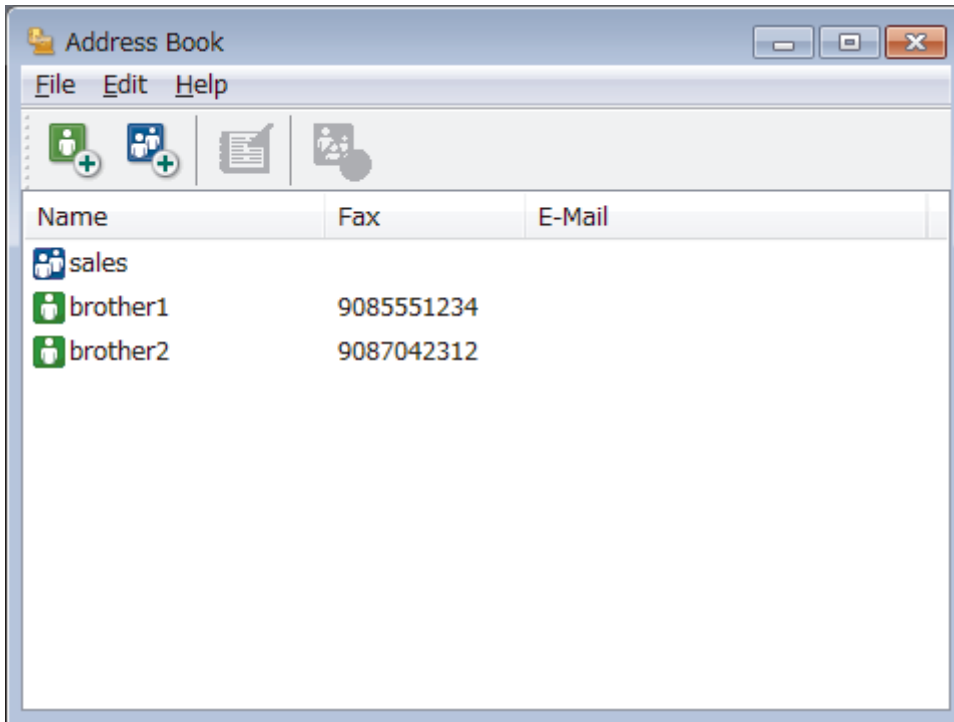 Address Book
File Edit Help
Name Fax E-Mail
sales
brother1 9085551234
brother2 9087042312